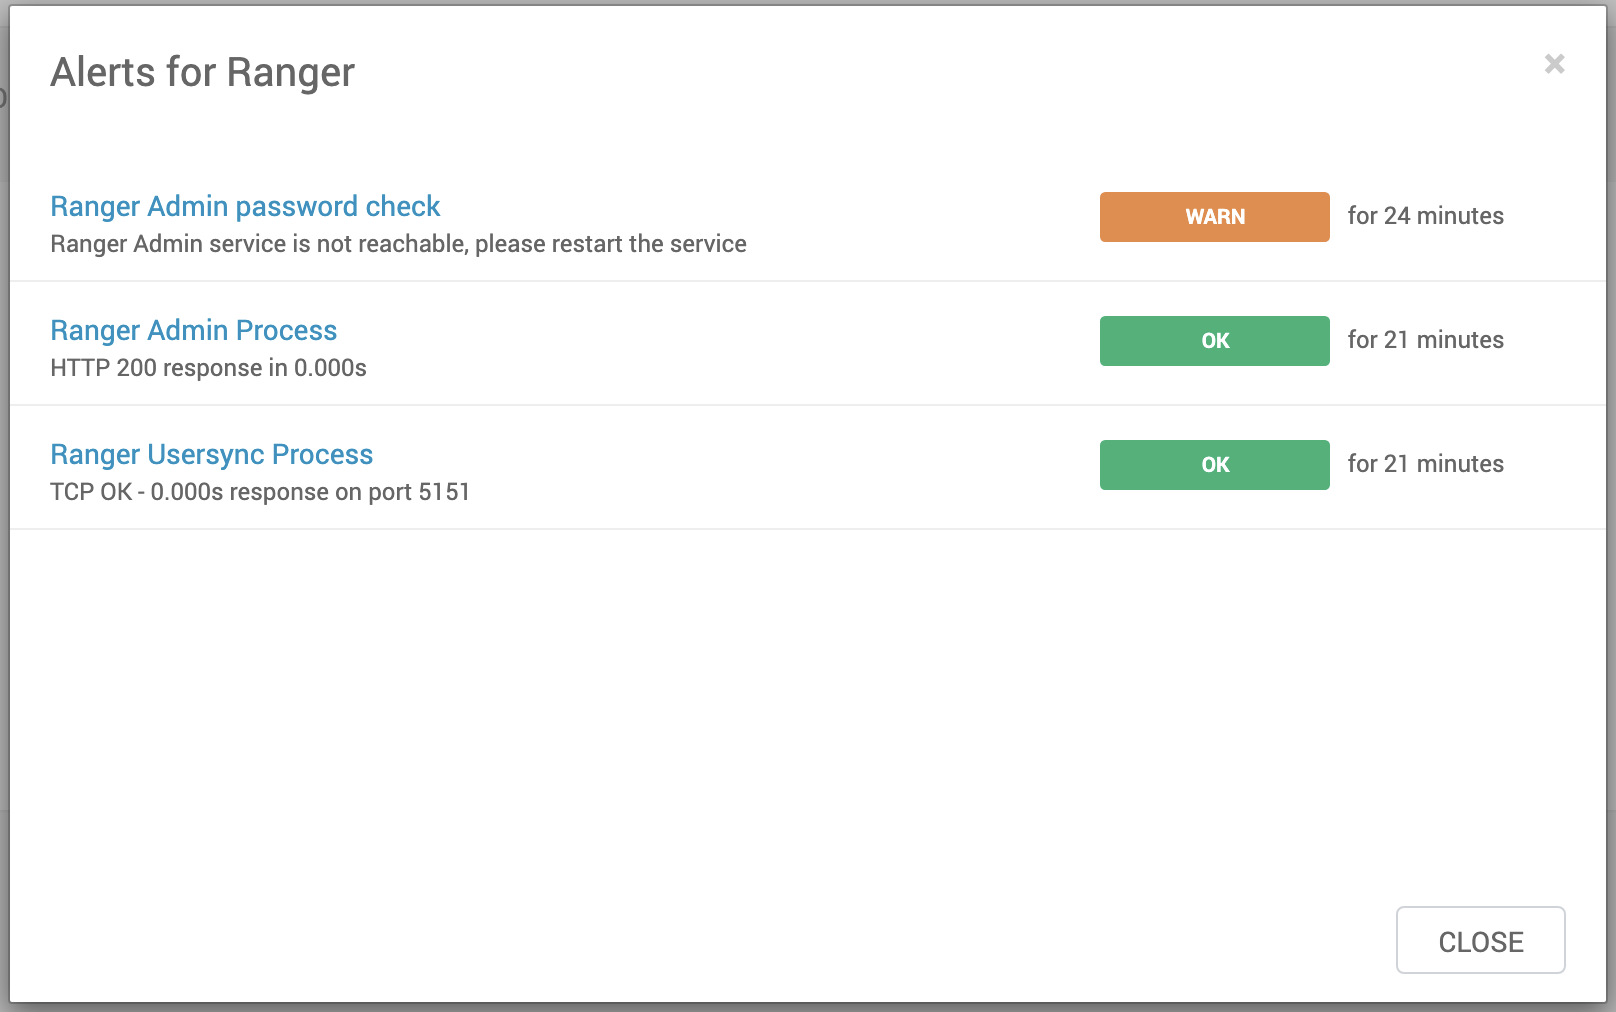 Alerts for Ranger
×
Ranger Admin password check
WARN for 24 minutes
Ranger Admin service is not reachable, please restart the service
Ranger Admin Process
OK for 21 minutes
HTTP 200 response in 0.000s
Ranger Usersync Process
OK for 21 minutes
TCP OK - 0.000s response on port 5151
CLOSE